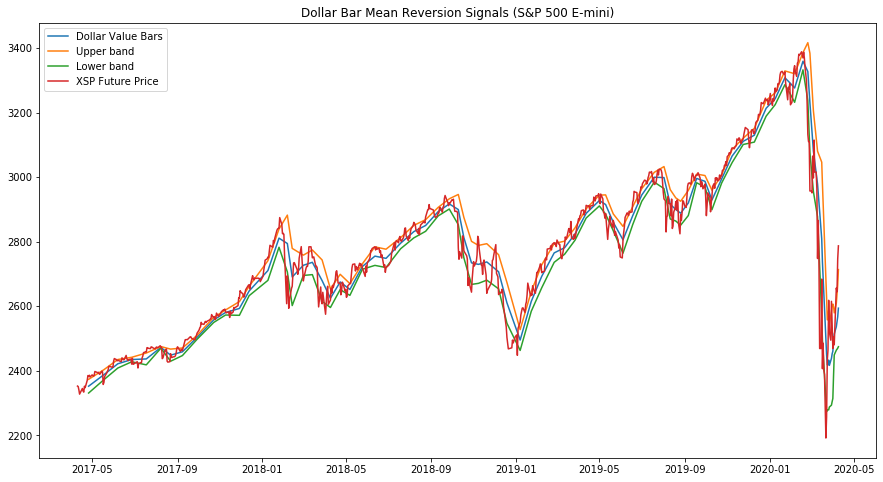 Dollar Bar Mean Reversion Signals (S&P 500 E-mini)
Dollar Value Bars
Upper band
Lower band
XSP Future Price
3400
3200
3000
2800
2600
2400
2200
2017-05 2017-09 2018-01 2018-05 2018-09 2019-01 2019-05 2019-09 2020-01 2020-05